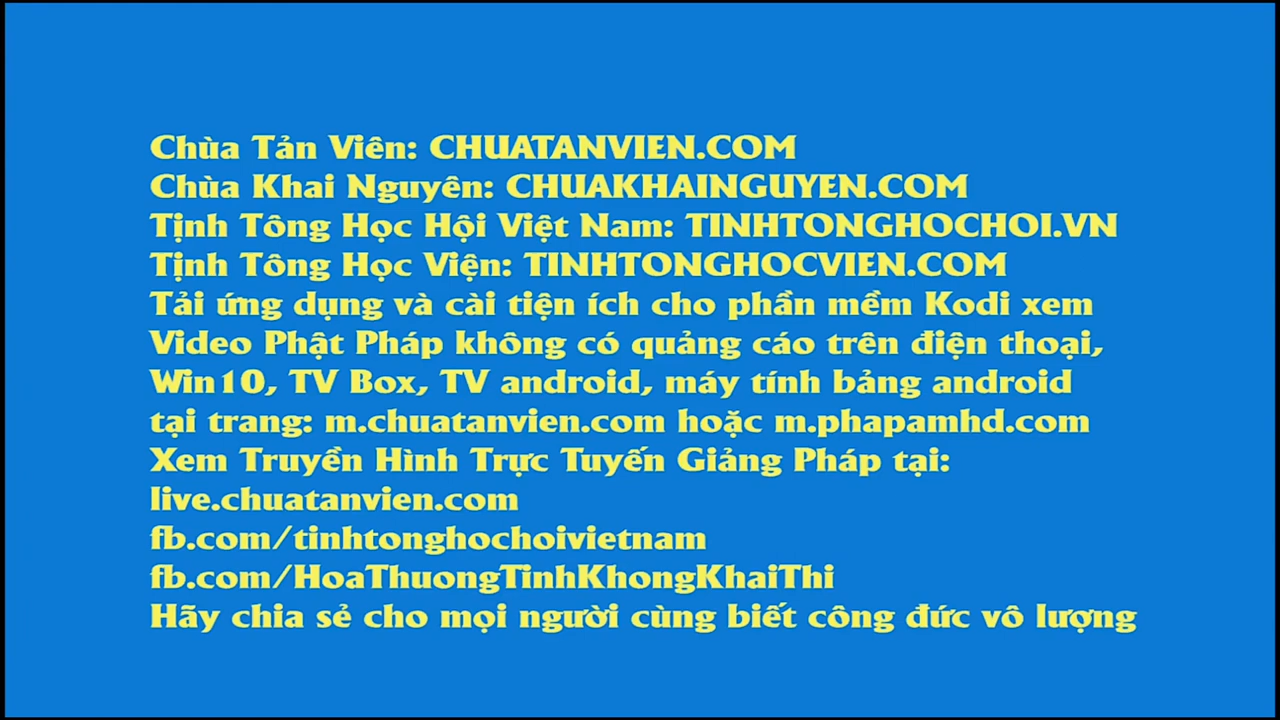 Chùa Tản Viên: CHUATANVIEN.COM
Chùa Khai Nguyên: CHUAKHAINGUYEN.COM
Tịnh Tông Học Hội Việt Nam: TINHTONGHOCHOI.VN
Tịnh Tông Học Viện: TINHTONGHOCVIEN.COM
Tải ứng dụng và cài tiện ích cho phần mềm Kodi xem
Video Phật Pháp không có quảng cáo trên điện thoại,
Win10, TV Box, TV android, máy tính bảng android
tại trang: m.chuatanvien.com hoặc m.phapamhd.com
Xem Truyền Hình Trực Tuyến Giảng Pháp tại:
live.chuatanvien.com
fb.com/tinhtonghochoivietnam
fb.com/HoaThuongTinhKhongKhaiThi
Hãy chia sẻ cho mọi người cùng biết công đức vô lượng